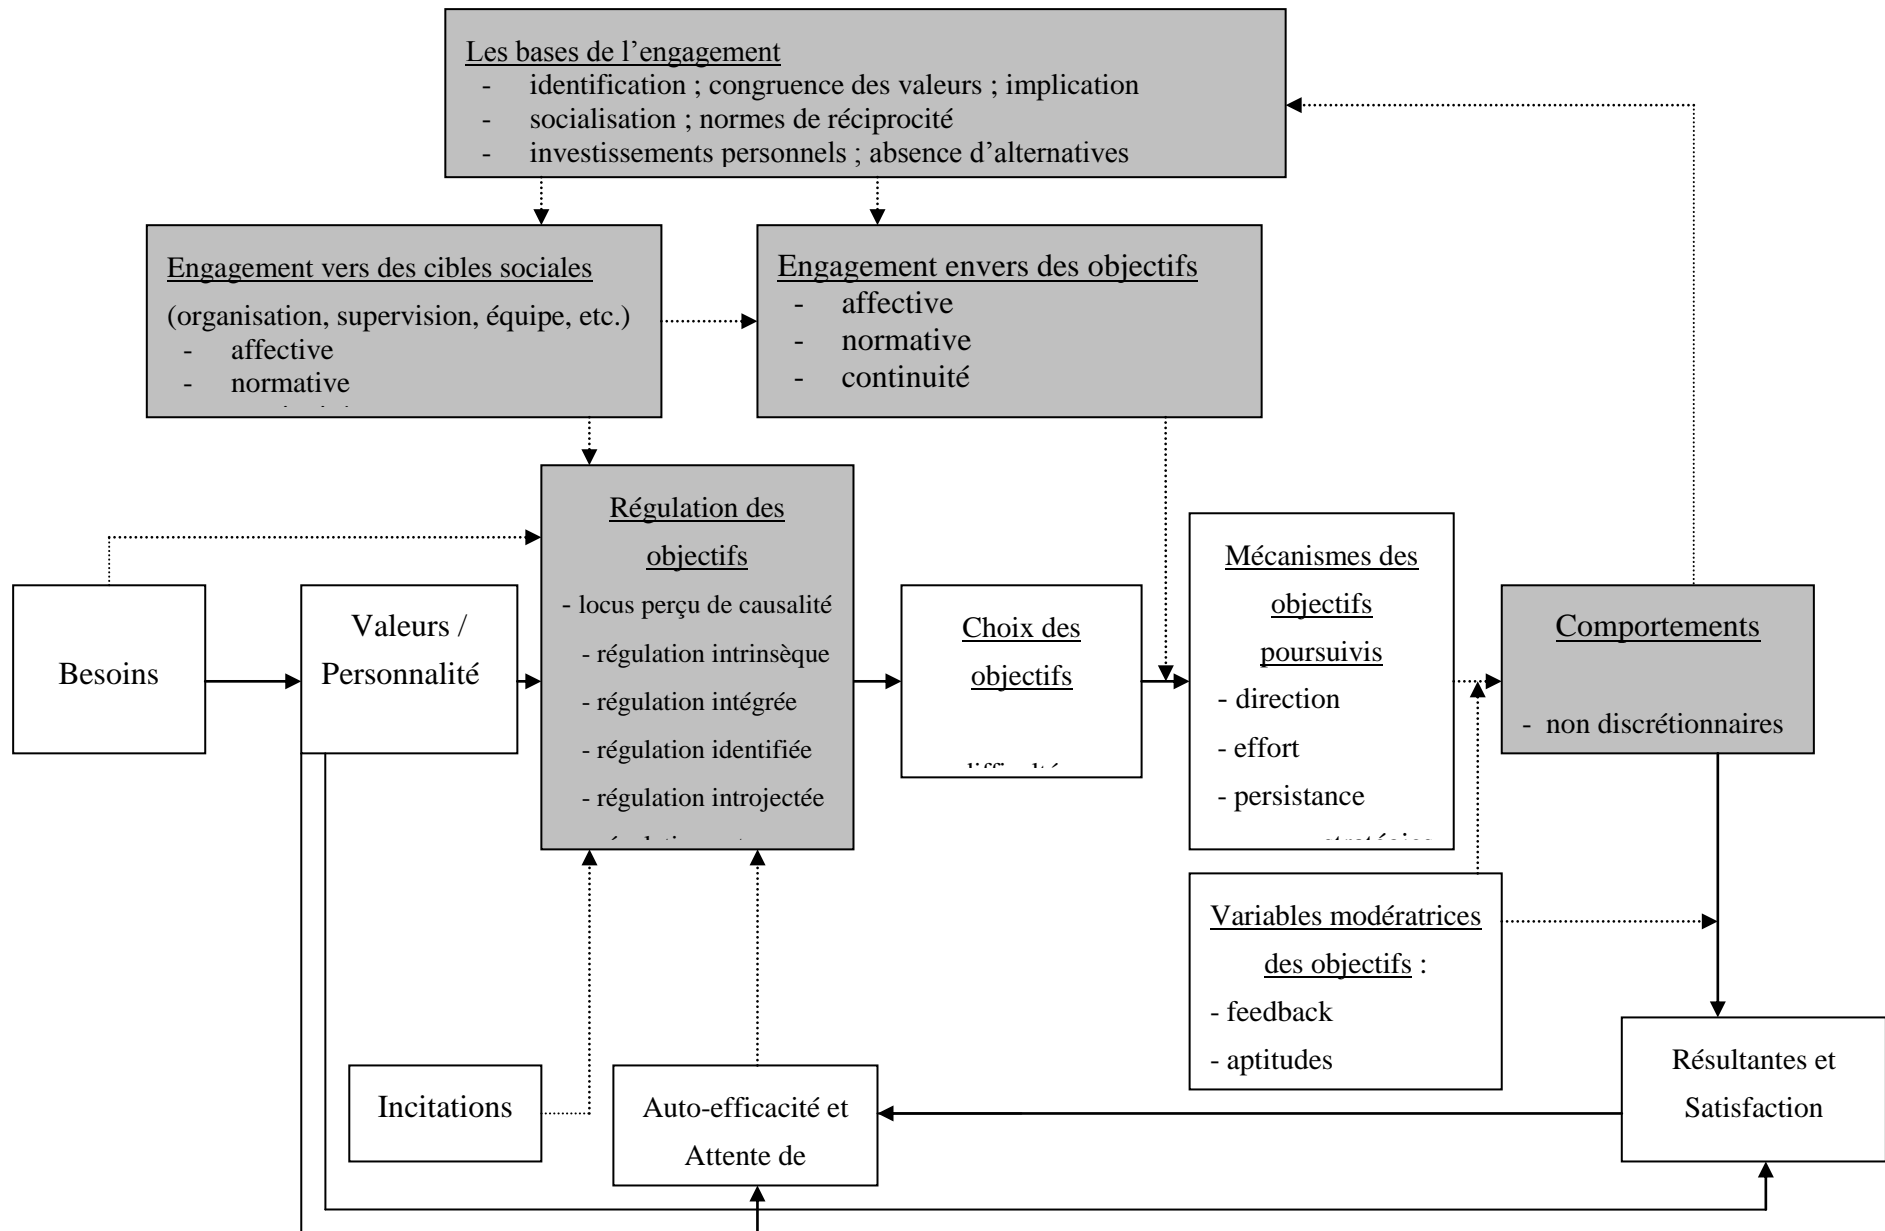 Les bases de l’engagement
- identification ; congruence des valeurs ; implication
- socialisation ; normes de réciprocité
- investissements personnels ; absence d’alternatives
Engagement vers des cibles sociales
(organisation, supervision, équipe, etc.)
- affective
- normative
Engagement envers des objectifs
- affective
- normative
- continuité
Besoins
Valeurs /
Personnalité
Régulation des
objectifs
- locus perçu de causalité
- régulation intrinsèque
- régulation intégrée
- régulation identifiée
- régulation introjectée
Choix des
objectifs
Mécanismes des
objectifs
poursuivis
- direction
- effort
- persistance
Comportements
- non discrétionnaires
Variables modératrices
des objectifs :
- feedback
- aptitudes
Incitations
Auto-efficacité et
Attente de
Résultantes et
Satisfaction